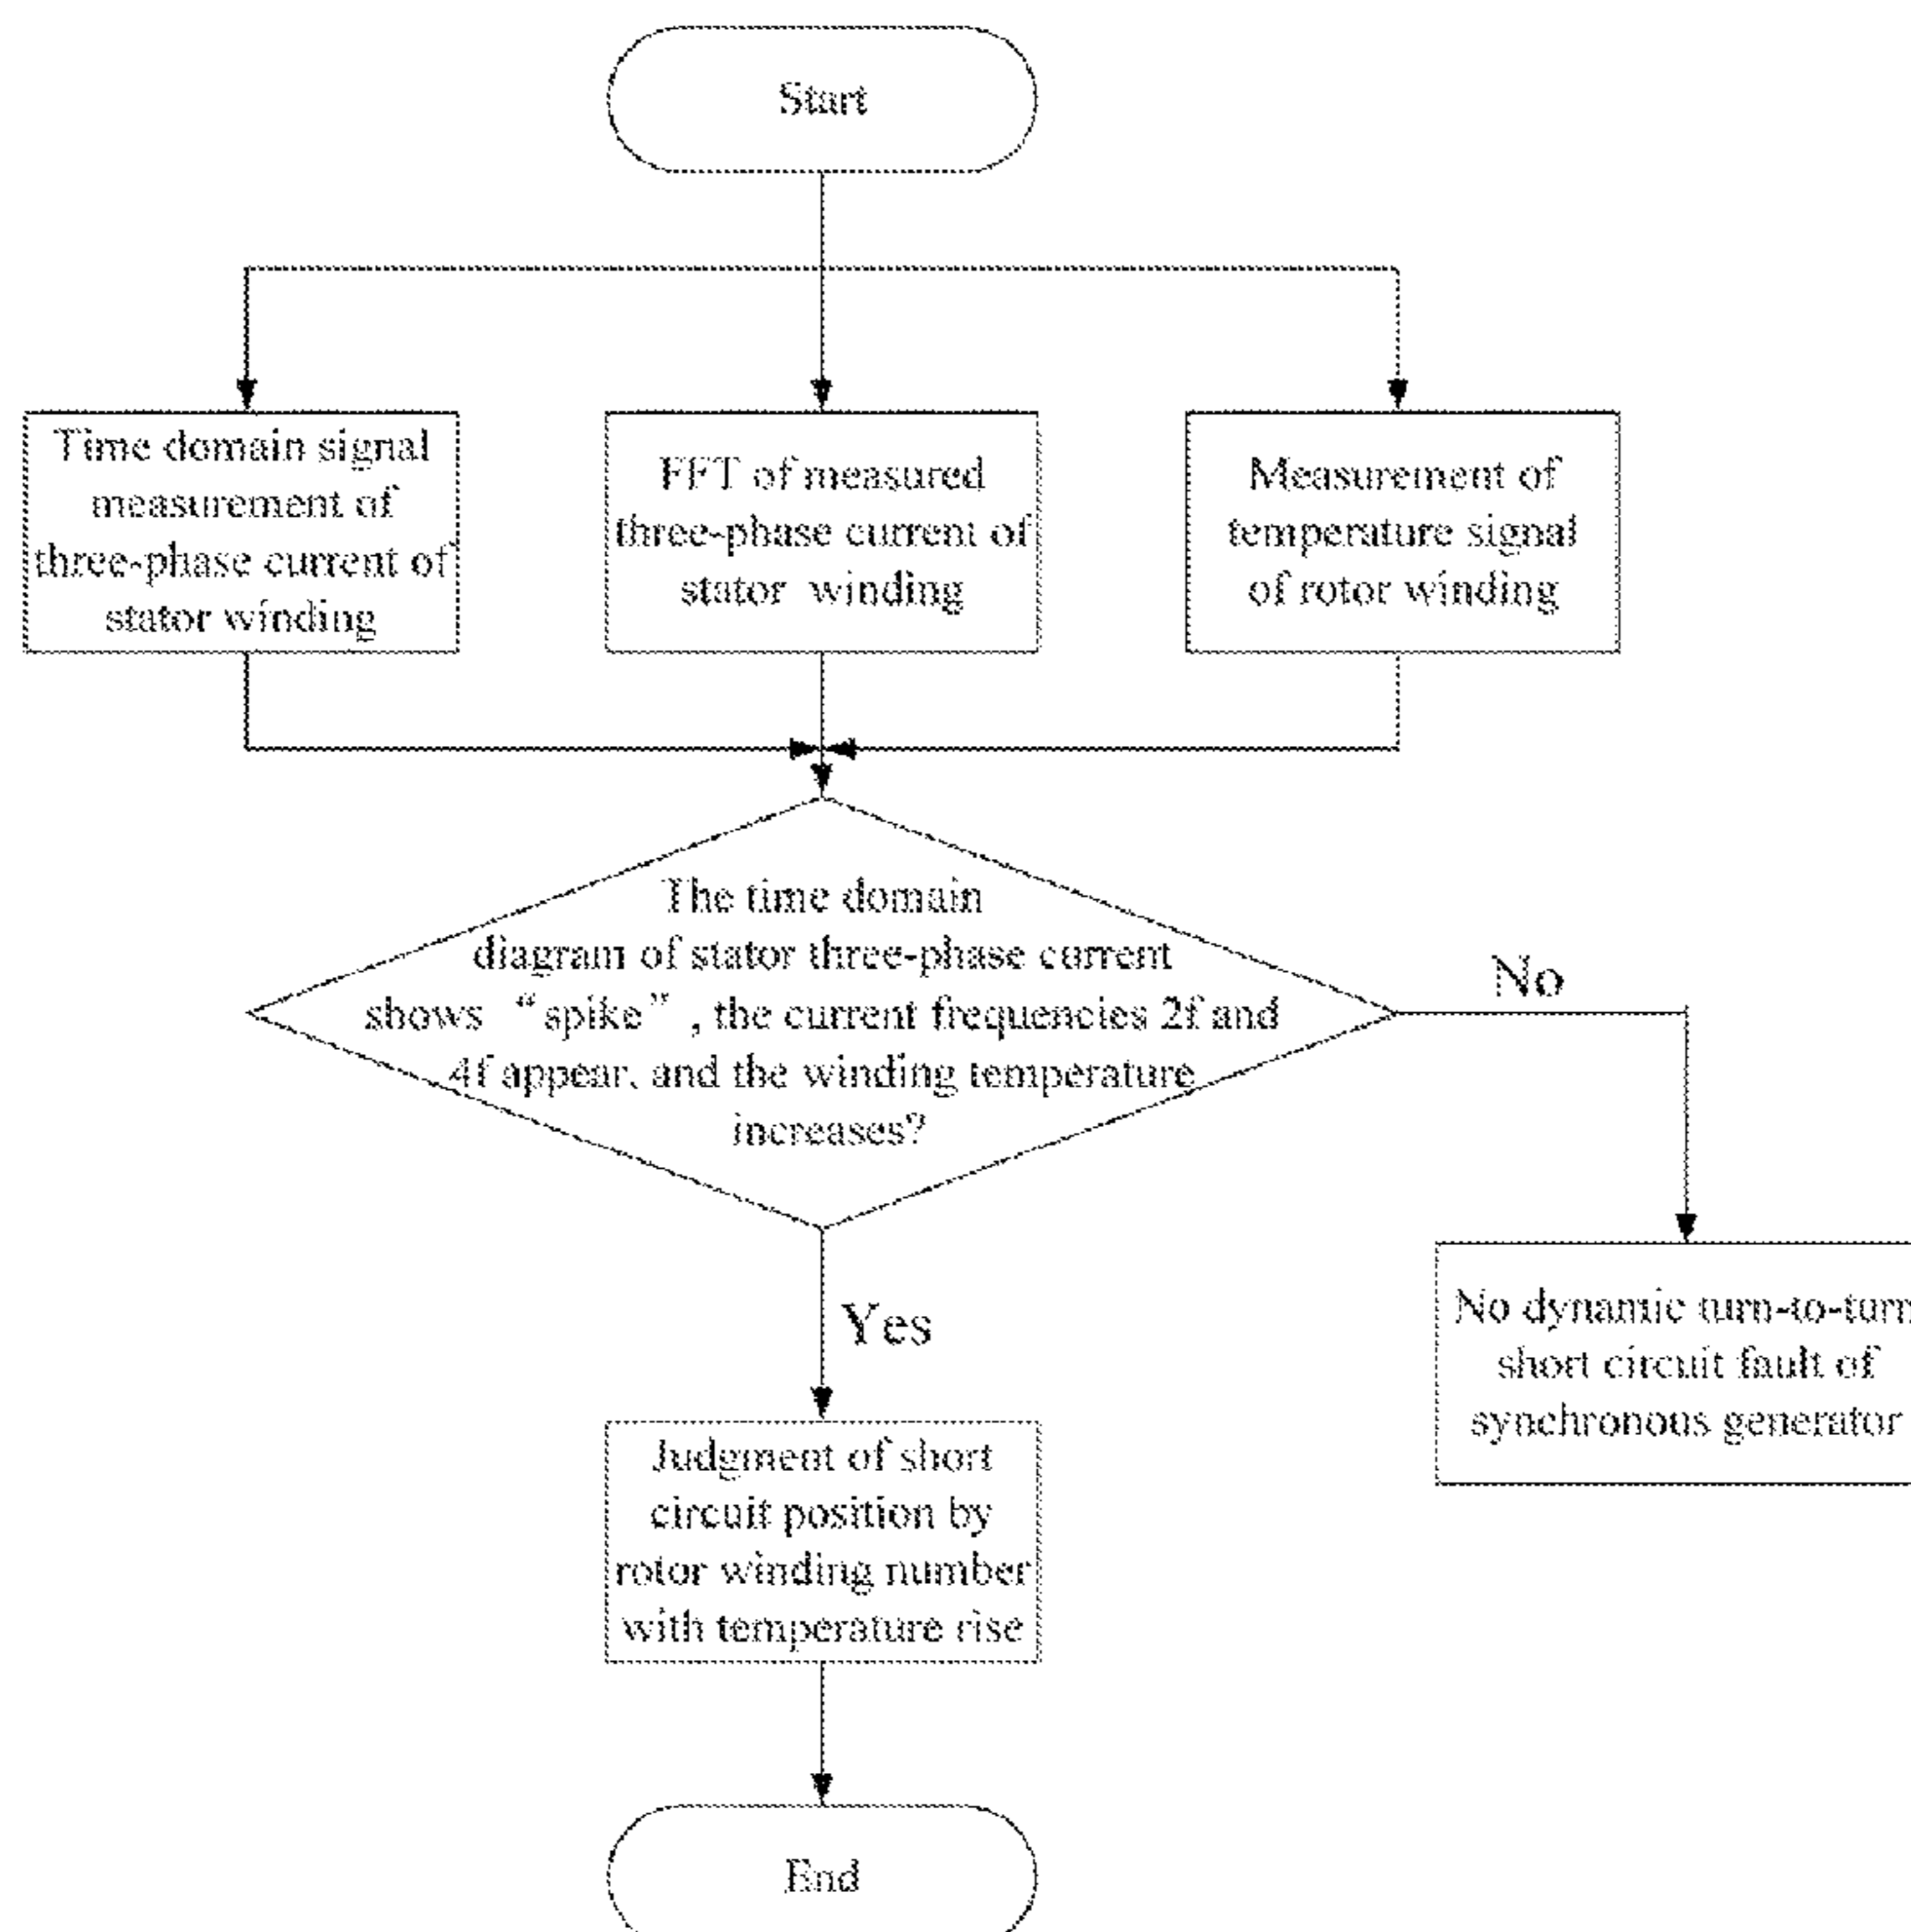 Start
Time domain signal
measurement of
three-phase current of
stator winding
FFT of measured
three-phase current of
stator winding
Measurement of
temperature signal
of rotor winding
The time domain
diagram of stator three-phase current
shows “spike”, the current frequencies 2f and
4f appear, and the winding temperature
increases?
No
Yes
No dynamic turn-to-turn
short circuit fault of
synchronous generator
Judgment of short
circuit position by
rotor winding number
with temperature rise
End